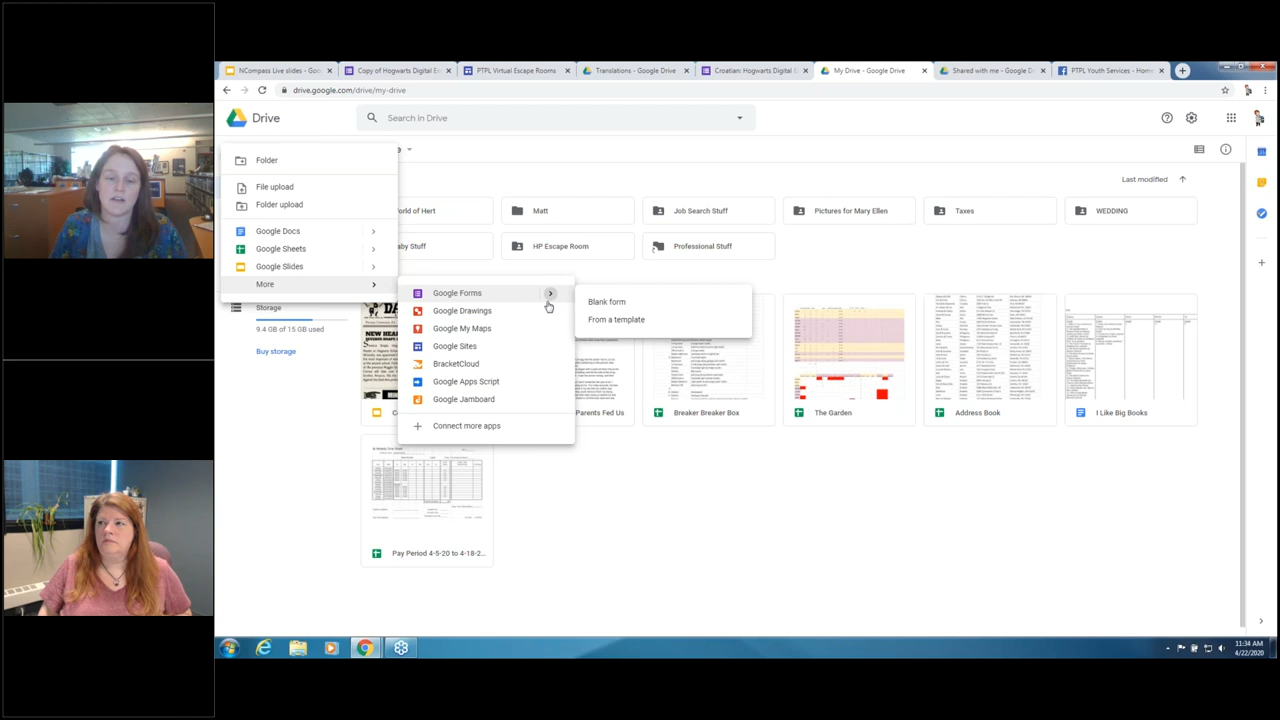 NCompass Live slides - Goo
Copy of Hogwarts Digital Es
PTPL Virtual Escape Rooms
Translations - Google Drive
Croatian: Hogwarts Digital E
My Drive - Google Drive
Shared with me - Google D
PTPL Youth Services - Hom
drive.google.com/drive/my-drive
Drive
Search in Drive
Folder
File upload
Folder upload
Google Docs
Google Sheets
Google Slides
More
Storage
9.4 GB of 15 GB used
Buy storage
Last modified
orld of Hert
Matt
Job Search Stuff
Pictures for Mary Ellen
Taxes
WEDDING
aby Stuff
HP Escape Room
Professional Stuff
Google Forms
Google Drawings
Google My Maps
Google Sites
BracketCloud
Google Apps Script
Google Jamboard
Connect more apps
Blank form
From a template
NEW HEA
Parents Fed Us
Breaker Breaker Box
The Garden
Address Book
I Like Big Books
Pay Period 4-5-20 to 4-18-2...
11:34 AM
4/22/2020